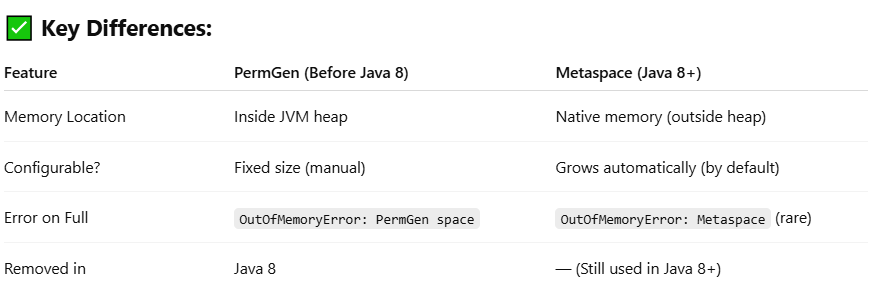 ✅ Key Differences:
Feature PermGen (Before Java 8) Metaspace (Java 8+)
Memory Location Inside JVM heap Native memory (outside heap)
Configurable? Fixed size (manual) Grows automatically (by default)
Error on Full OutOfMemoryError: PermGen space OutOfMemoryError: Metaspace (rare)
Removed in Java 8 — (Still used in Java 8+)